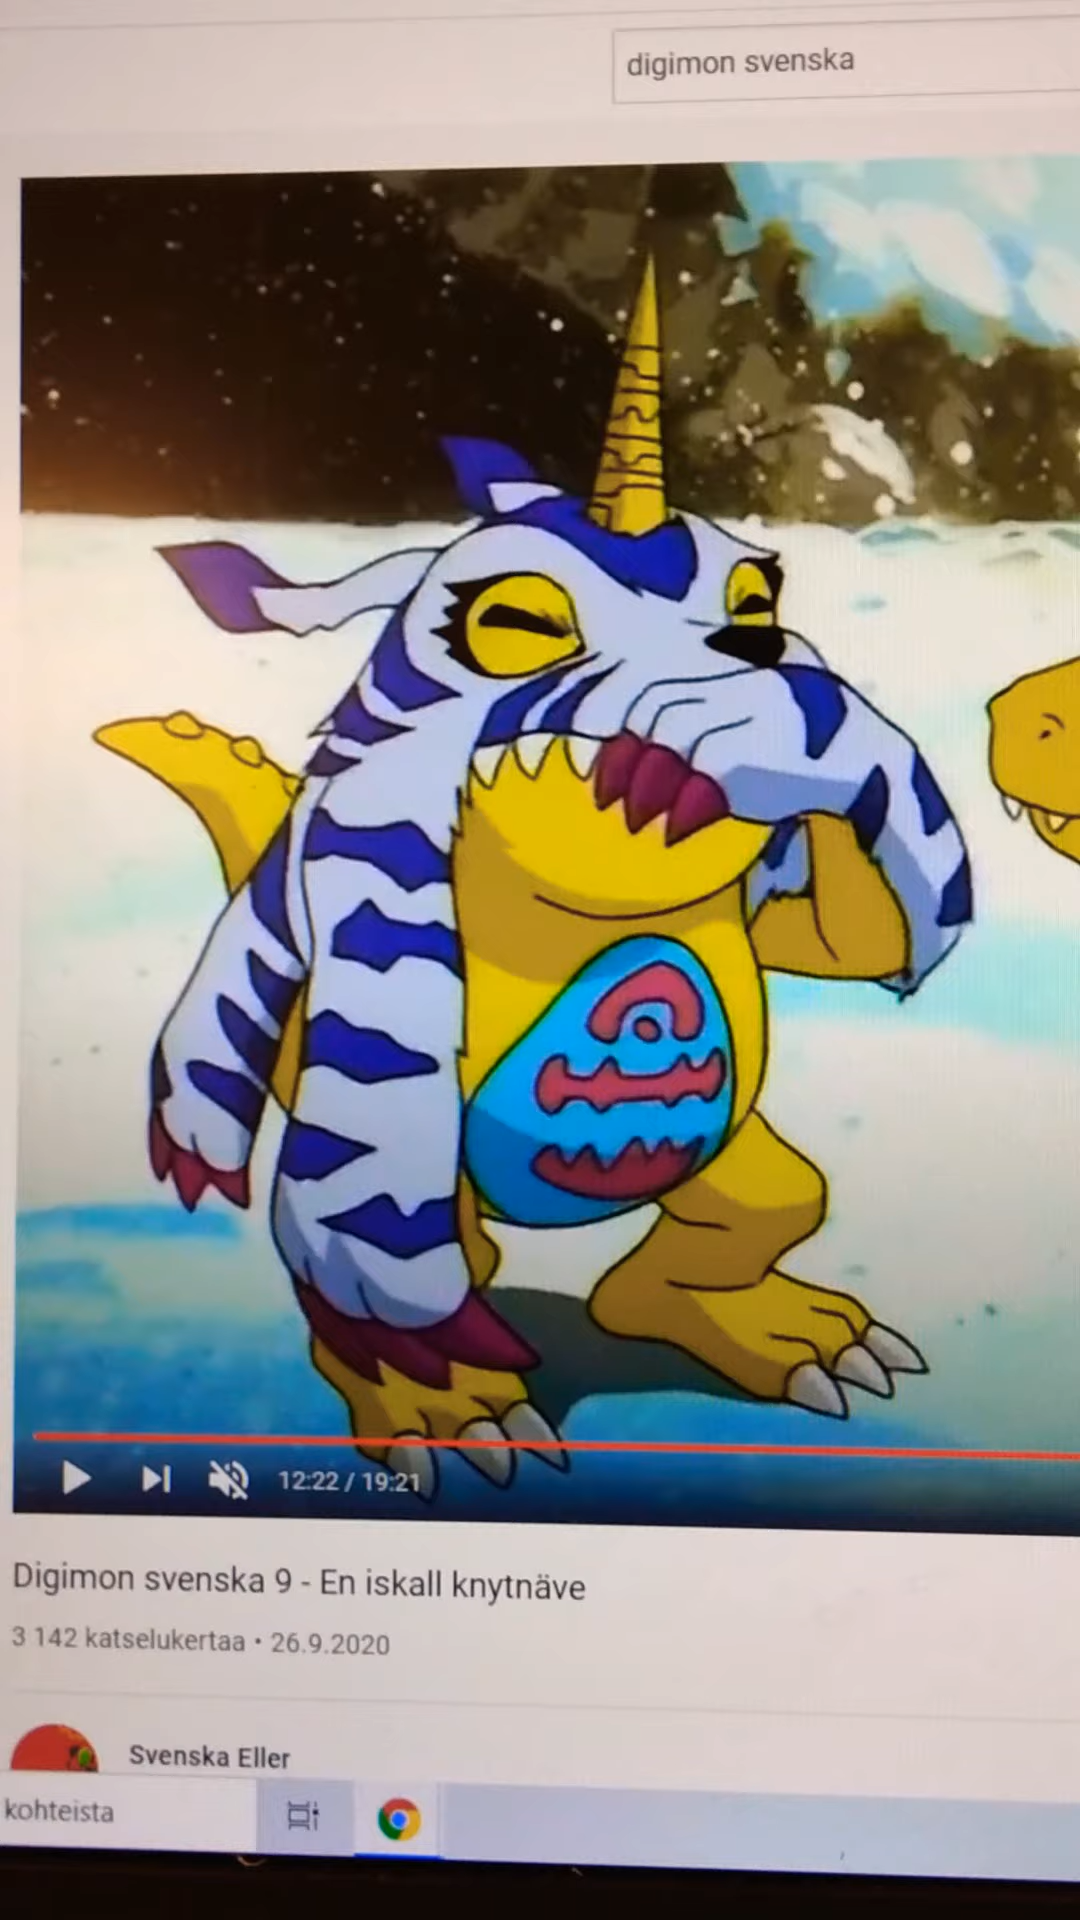 digimon svenska
12:22 / 19:21
Digimon svenska 9 - En iskall knytnäve
3 142 katselukertaa • 26.9.2020
Svenska Eller
kohteista